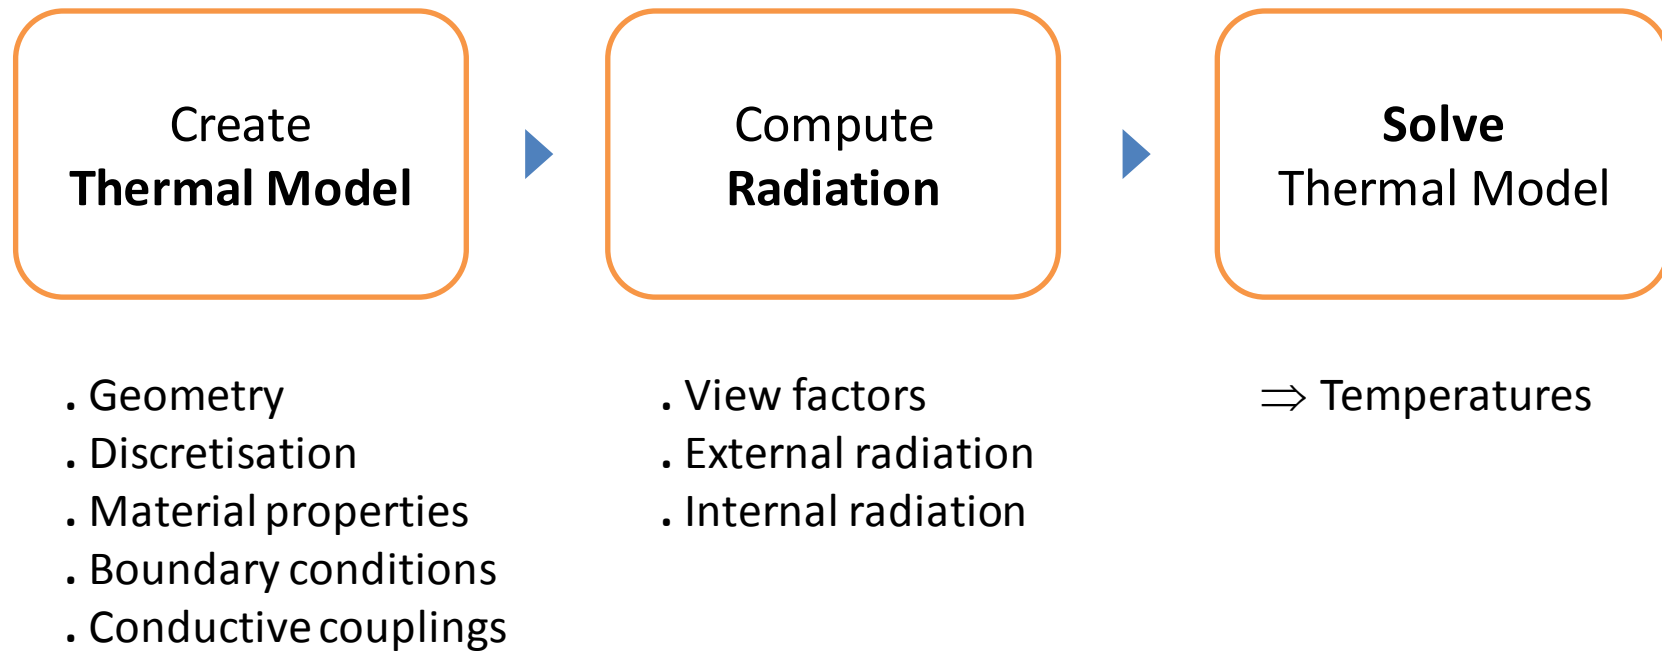 Create
Thermal Model
Compute
Radiation
Solve
Thermal Model
. Geometry
. Discretisation
. Material properties
. Boundary conditions
. Conductive couplings
. View factors
. External radiation
. Internal radiation
⇒ Temperatures